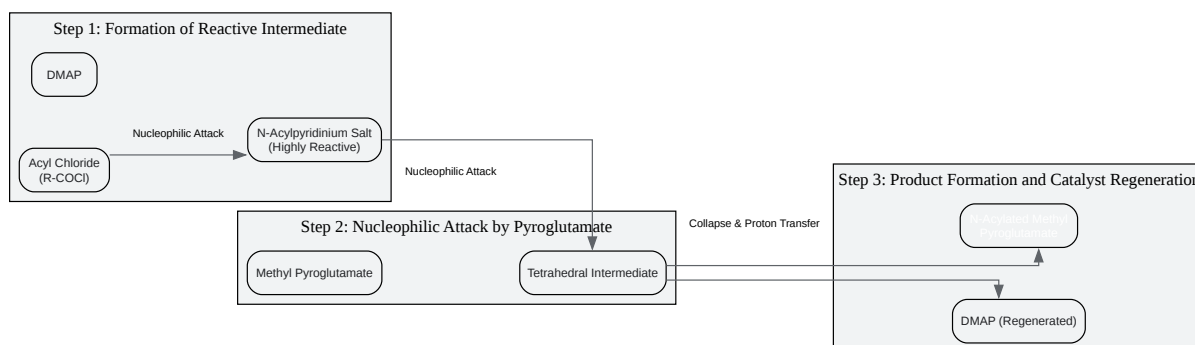 Step 1: Formation of Reactive Intermediate
DMAP
Nucleophilic Attack
N-Acylpyridinium Salt
(Highly Reactive)
Acyl Chloride
(R-COCl)
Nucleophilic Attack
Step 2: Nucleophilic Attack by Pyroglutamate
Methyl Pyroglutamate
Tetrahedral Intermediate
Collapse & Proton Transfer
Step 3: Product Formation and Catalyst Regeneration
N-Acylated Methyl
Pyroglutamate
DMAP (Regenerated)